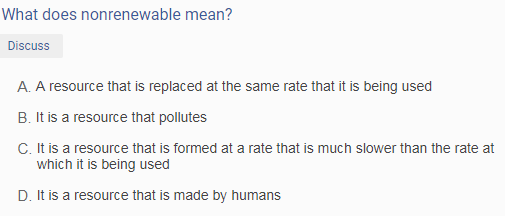 What does nonrenewable mean?
Discuss
A. A resource that is replaced at the same rate that it is being used
B. It is a resource that pollutes
C. It is a resource that is formed at a rate that is much slower than the rate at
which it is being used
D. It is a resource that is made by humans